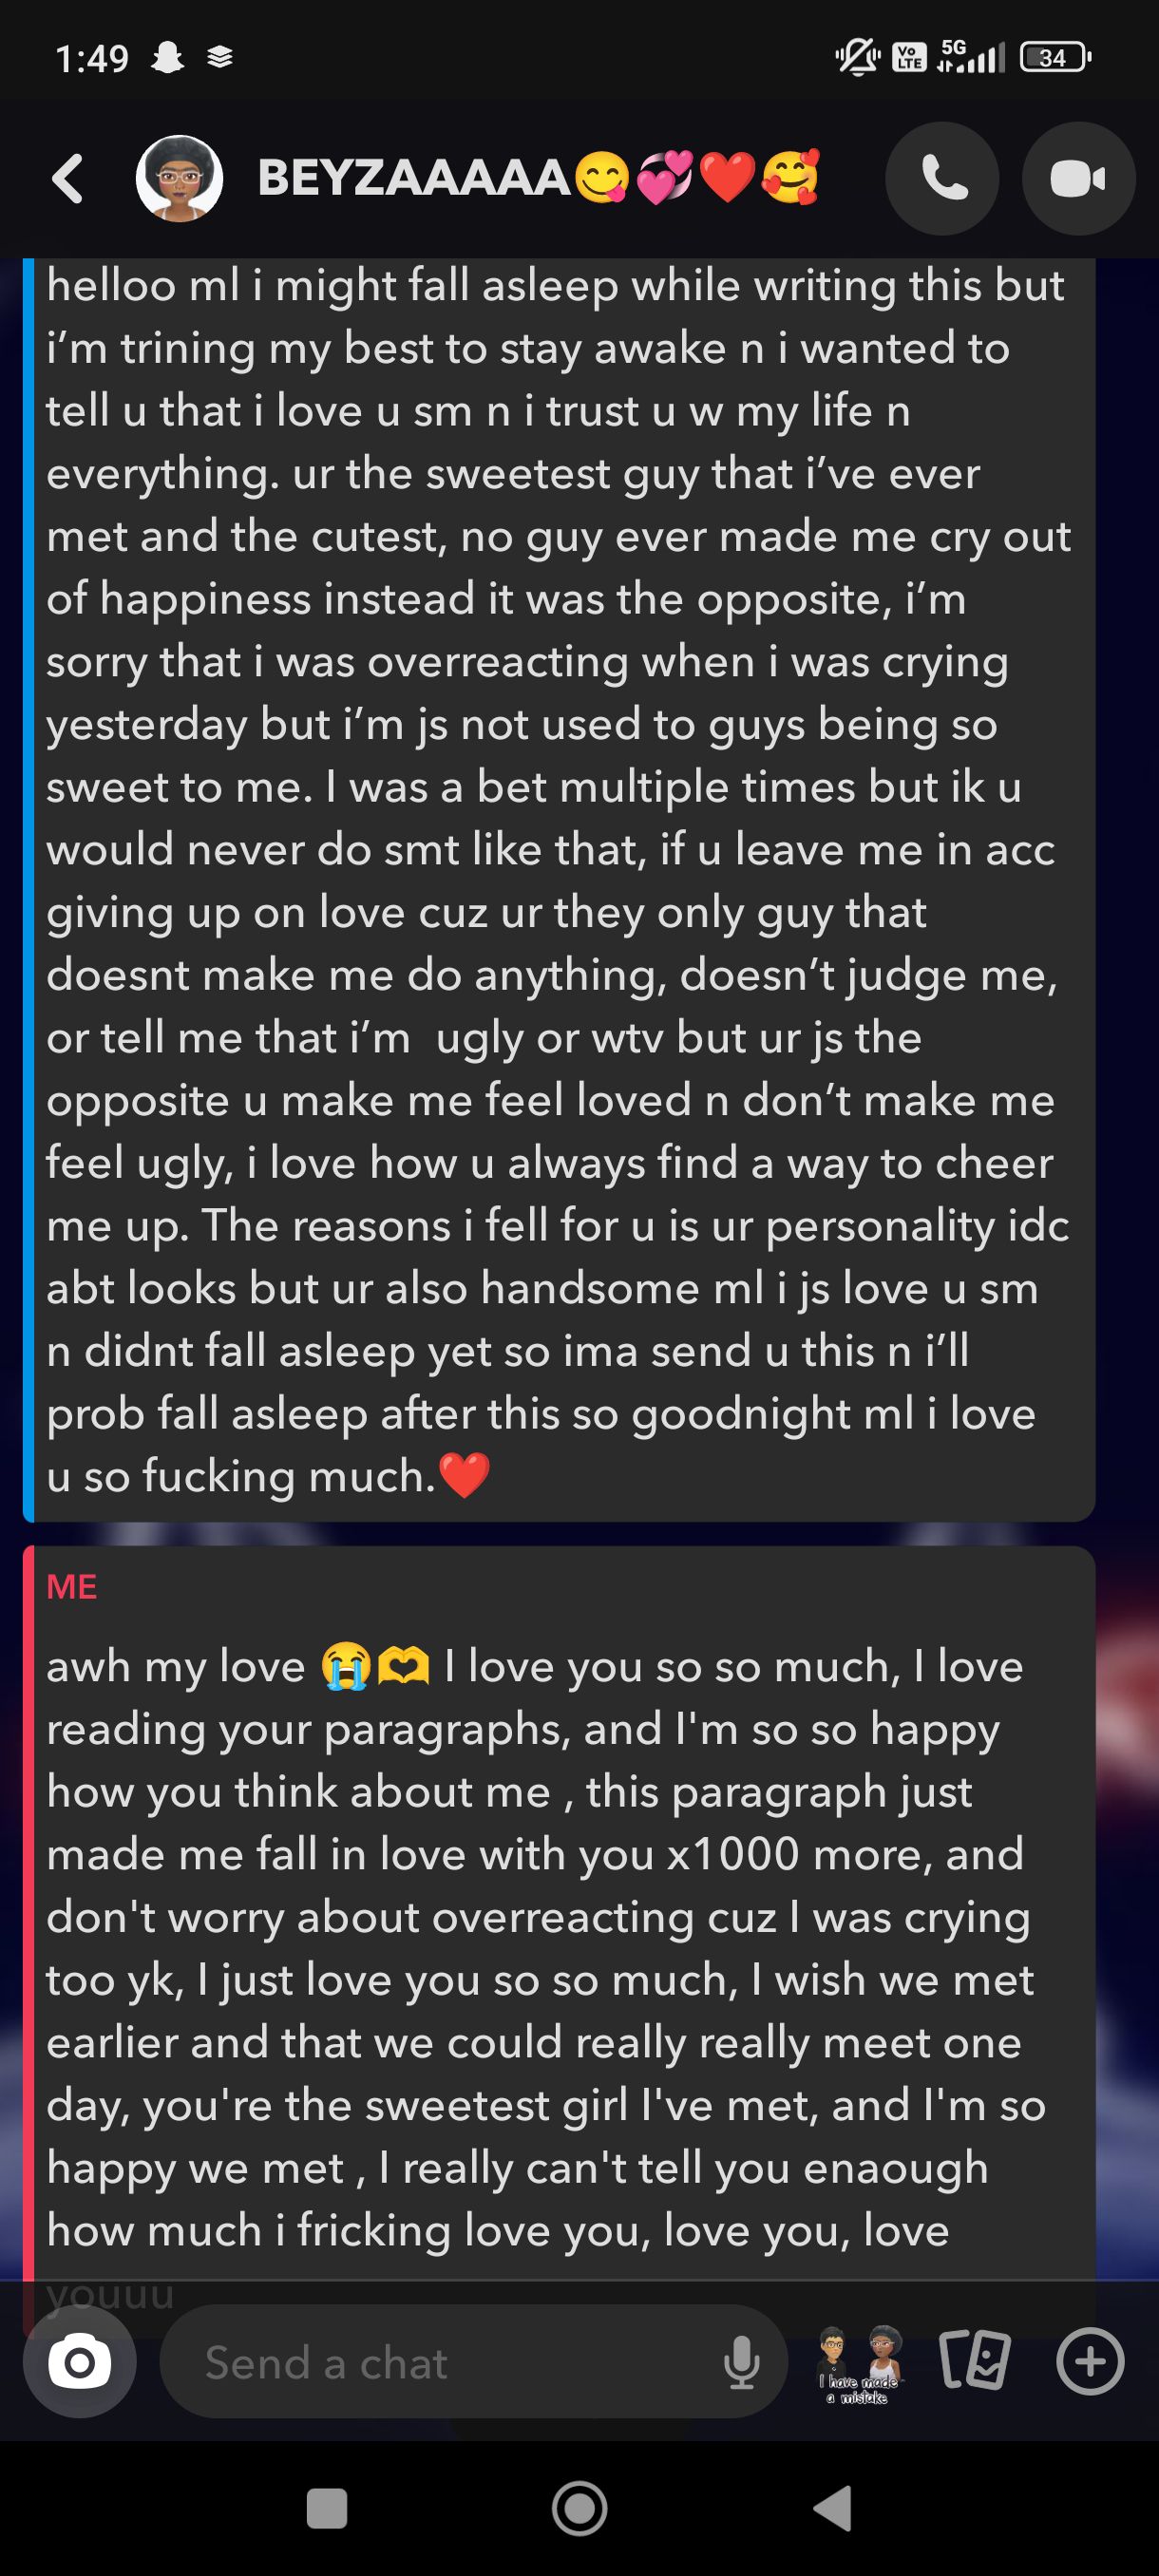 1:49
Vo
LTE
5G
34
BEYZAAAAA😋💞❤️🥰
helloo ml i might fall asleep while writing this but
i’m trining my best to stay awake n i wanted to
tell u that i love u sm n i trust u w my life n
everything. ur the sweetest guy that i’ve ever
met and the cutest, no guy ever made me cry out
of happiness instead it was the opposite, i’m
sorry that i was overreacting when i was crying
yesterday but i’m js not used to guys being so
sweet to me. I was a bet multiple times but ik u
would never do smt like that, if u leave me in acc
giving up on love cuz ur they only guy that
doesnt make me do anything, doesn’t judge me,
or tell me that i’m  ugly or wtv but ur js the
opposite u make me feel loved n don’t make me
feel ugly, i love how u always find a way to cheer
me up. The reasons i fell for u is ur personality idc
abt looks but ur also handsome ml i js love u sm
n didnt fall asleep yet so ima send u this n i’ll
prob fall asleep after this so goodnight ml i love
u so fucking much.❤️
ME
awh my love 😭🫶 I love you so so much, I love
reading your paragraphs, and I'm so so happy
how you think about me , this paragraph just
made me fall in love with you x1000 more, and
don't worry about overreacting cuz I was crying
too yk, I just love you so so much, I wish we met
earlier and that we could really really meet one
day, you're the sweetest girl I've met, and I'm so
happy we met , I really can't tell you enaough
how much i fricking love you, love you, love
youuu
Send a chat
I have made
a mistake